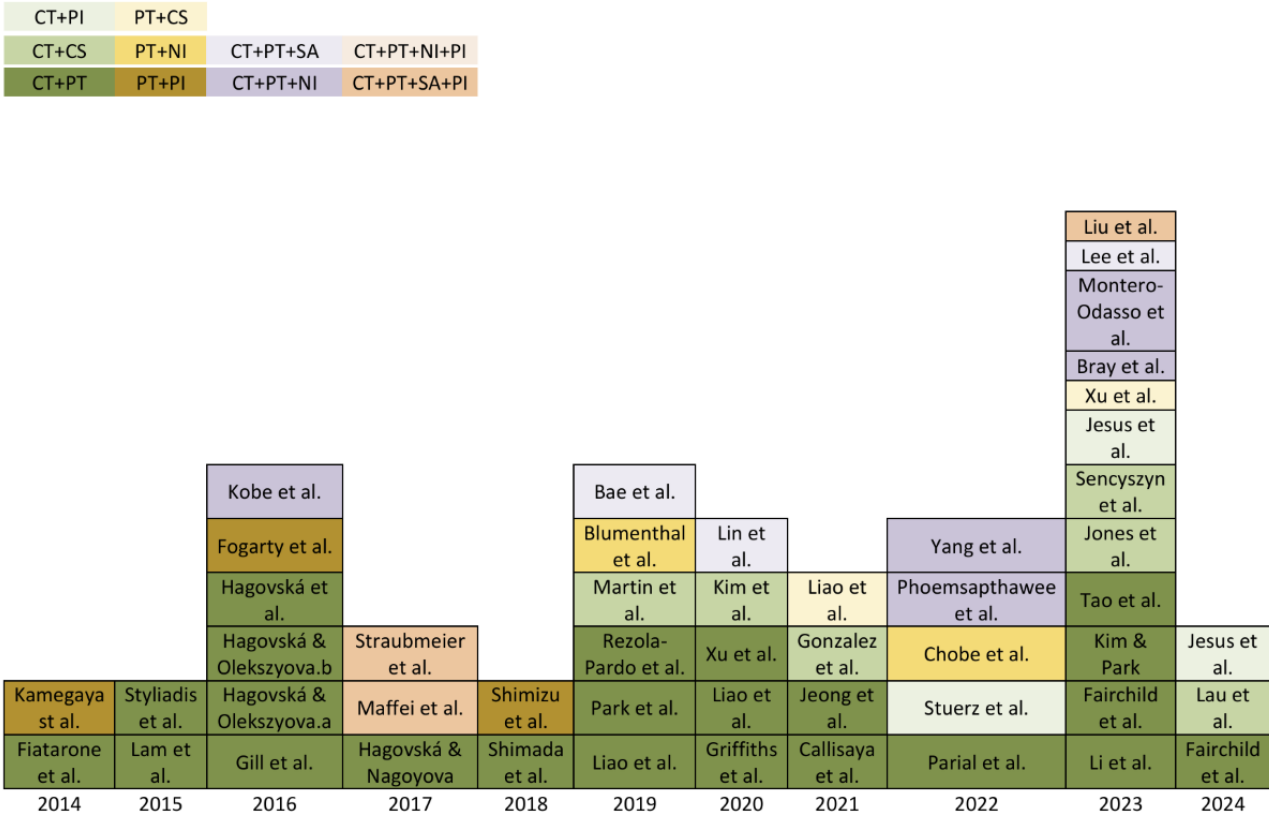 CT+PI PT+CS
CT+CS PT+NI CT+PT+SA CT+PT+NI+PI
CT+PT PT+PI CT+PT+NI CT+PT+SA+PI
Liu et al.
Lee et al.
Montero-
Odasso et
al.
Bray et al.
Xu et al.
Jesus et
al.
Sencyszyn
et al.
Jones et
al.
Tao et al.
Kim &
Park
Fairchild
et al.
Li et al.
Kobe et al.
Fogarty et al.
Hagovská et
al.
Hagovská &
Olekszyova.b
Hagovská &
Olekszyova.a
Gill et al.
Bae et al.
Blumenthal
et al.
Martin et
al.
Rezola-
Pardo et al.
Park et al.
Liao et al.
Lin et
al.
Kim et
al.
Xu et al.
Liao et
al.
Griffiths
et al.
Yang et al.
Phoemsapthawee
et al.
Chobe et al.
Stuerz et al.
Parial et al.
Liao et
al.
Gonzalez
et al.
Jeong et
al.
Callisaya
et al.
Straubmeier
et al.
Maffei et al.
Hagovská &
Nagoyova
Jesus et
al.
Lau et
al.
Fairchild
et al.
Kamegaya
st al.
Fiatarone
et al.
Styliadis
et al.
Lam et
al.
Shimizu
et al.
Shimada
et al.
2014 2015 2016 2017 2018 2019 2020 2021 2022 2023 2024